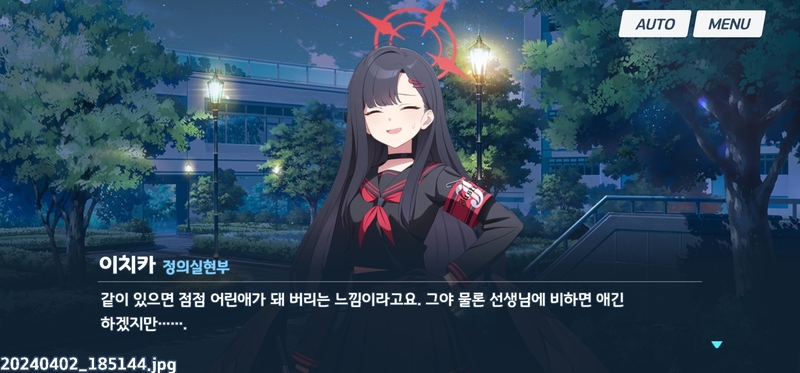 AUTO MENU
이치카 정의실현부
같이 있으면 점점 어린애가 돼 버리는 느낌이라고요. 그야 물론 선생님에 비하면 애긴
하겠지만…….
20240402_185144.jpg